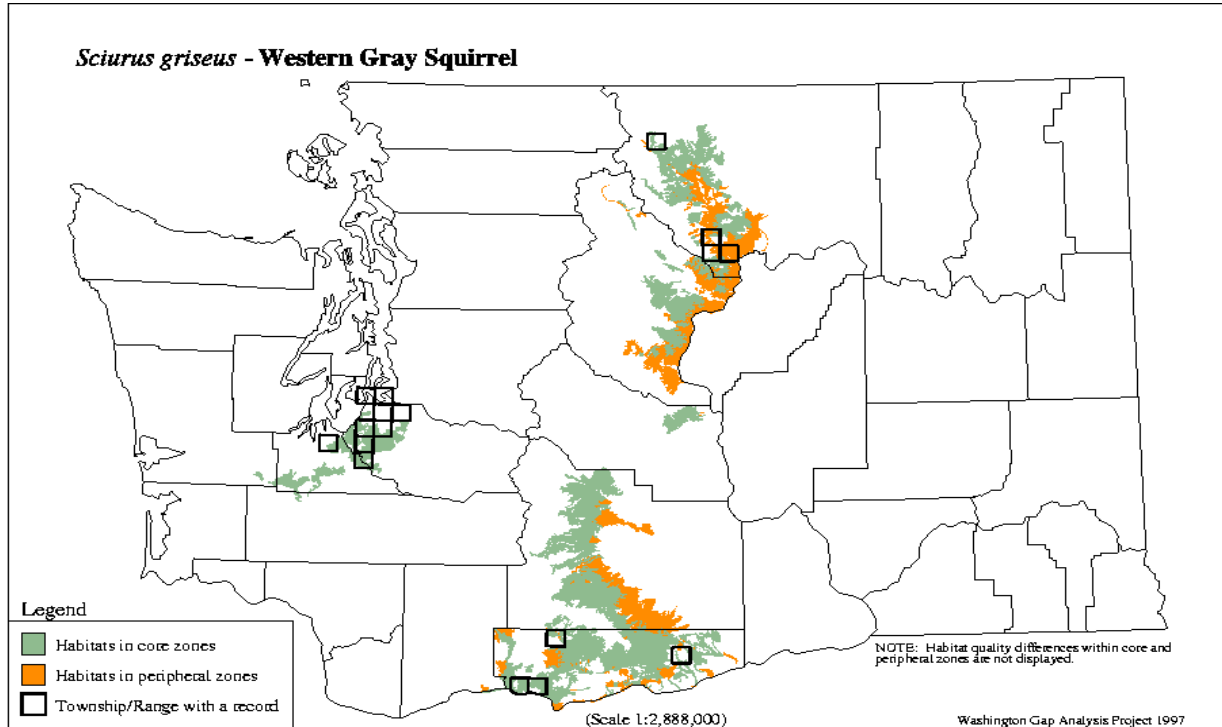 Sciurus griseus - Western Gray Squirrel
Legend
Habitats in core zones
Habitats in peripheral zones
Township/Range with a record
NOTE: Habitat quality differences within core and
peripheral zones are not displayed.
(Scale 1:2,888,000)
Washington Gap Analysis Project 1997